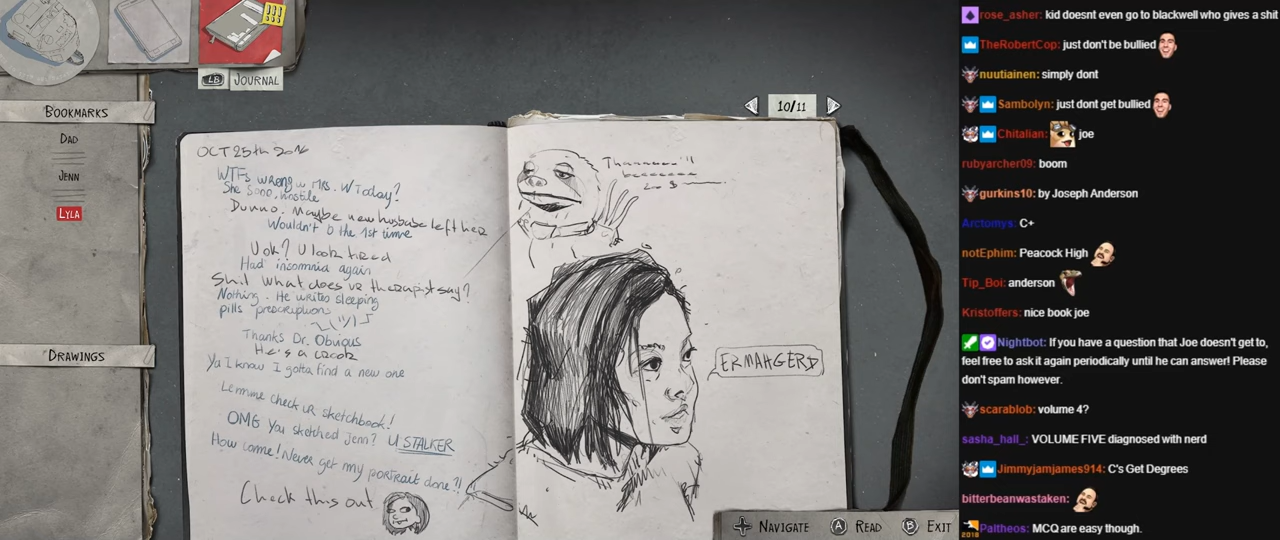 LB JOURNAL
BOOKMARKS
DAD
JENN
LYLA
DRAWINGS
10/11
OCT 25th 2016
WTFs wrong w Mrs. W Today?
She sooo, hostile
Dunno. Maybe new husbabe left her
Wouldn't b the 1st time
U ok? U look tired
Had insomnia again
Shit what does ur therapist say?
Nothing. He writes sleeping
pills prescription
Thanks Dr. Obvious
He's a crook
Ya I know I gotta find a new one
Lemme check ur sketchbook!
OMG You sketched Jenn? U STALKER
How come I Never get my portrait done?!
Check this out
ERMAHGERD
NAVIGATE
A READ
B EXIT
rose_asher: kid doesnt even go to blackwell who gives a shit
TheRobertCop: just don't be bullied
nuutiainen: simply dont
Sambolyn: just dont get bullied
Chitalian: joe
rubyarcher09: boom
gurkins10: by Joseph Anderson
Arctomys: C+
notEphim: Peacock High
Tip_Boi: anderson
Kristoffers: nice book joe
Nightbot: If you have a question that Joe doesn't get to,
feel free to ask it again periodically until he can answer! Please
don't spam however.
scarablob: volume 4?
sasha_hall_: VOLUME FIVE diagnosed with nerd
Jimmyjamjames914: C's Get Degrees
bitterbeanwastaken:
2018 Paltheos: MCQ are easy though.